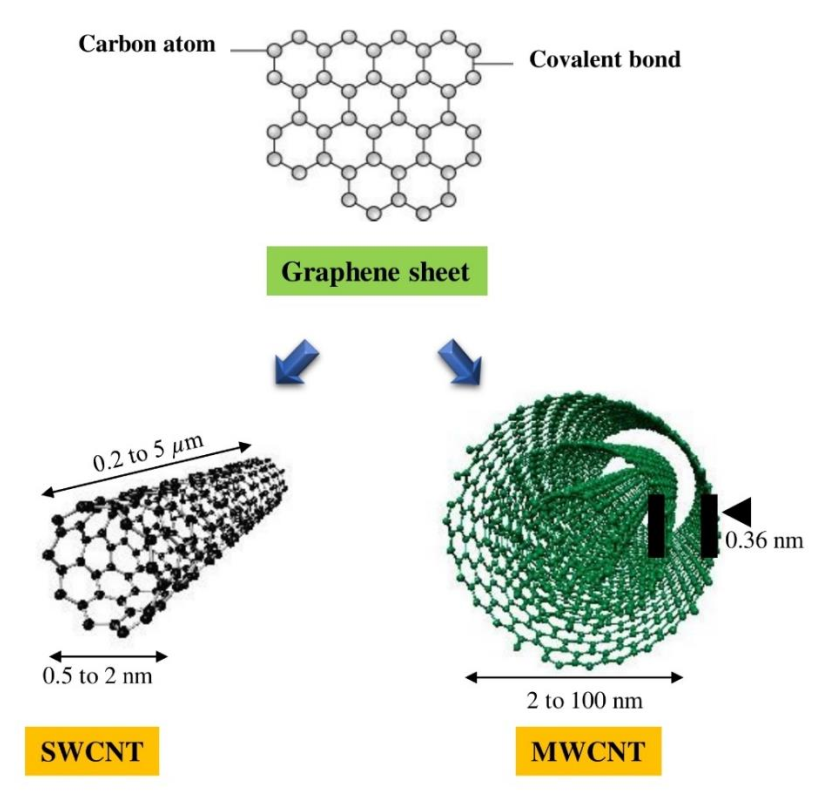 Carbon atom
Covalent bond
Graphene sheet
0.2 to 5 μm
0.36 nm
0.5 to 2 nm
2 to 100 nm
SWCNT
MWCNT